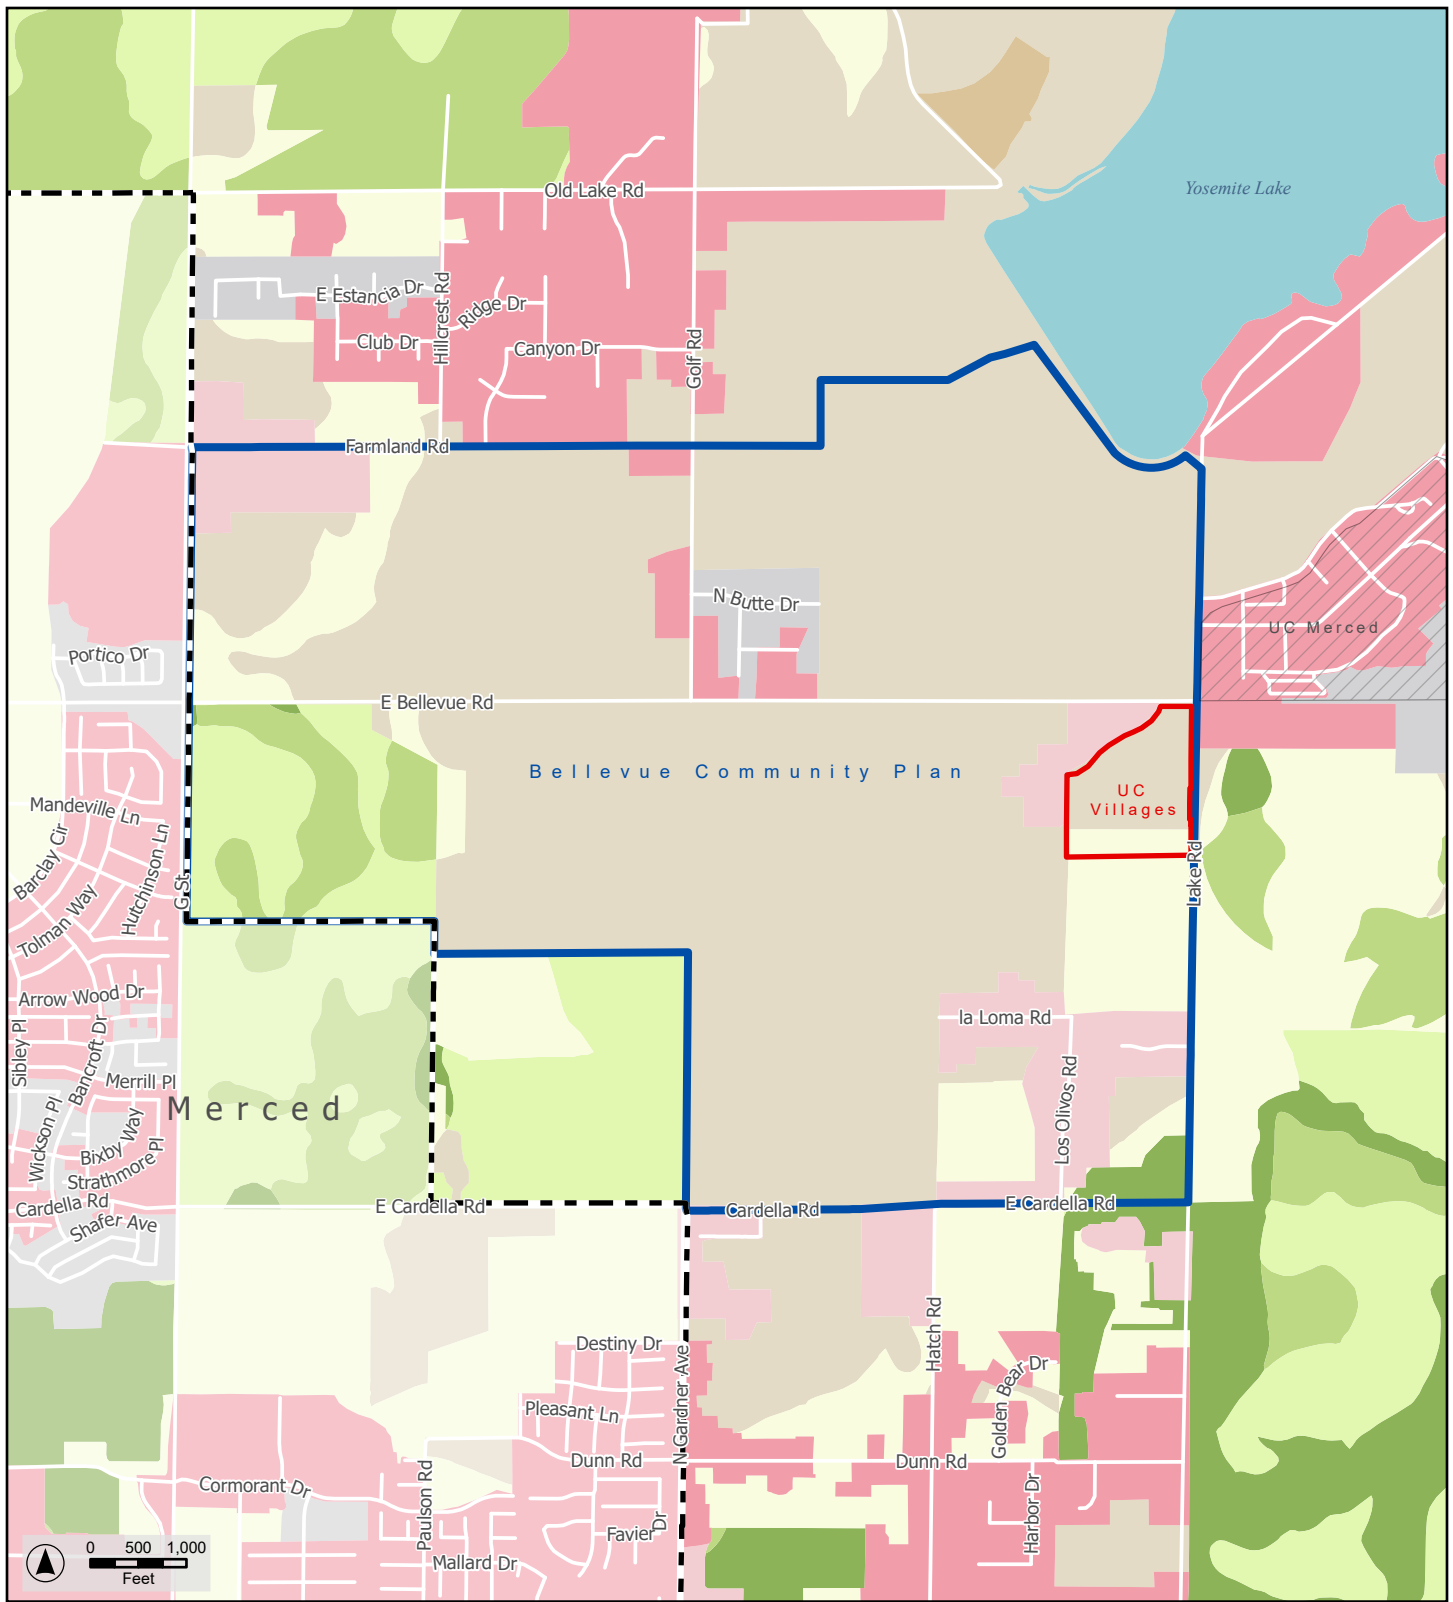 Old Lake Rd
Yosemite Lake
E Estancia Dr
Hillcrest Rd
Ridge Dr
Club Dr
Canyon Dr
Golf Rd
Farmland Rd
N Butte Dr
UC Merced
Portico Dr
E Bellevue Rd
Bellevue Community Plan
UC
Villages
Mandeville Ln
Barclay Cir
Hutchinson Ln
G St
Lake Rd
Tolman Way
Arrow Wood Dr
la Loma Rd
Sibley Pl
Bancroft Dr
Los Olivos Rd
Merrill Pl
Merced
Wickson Pl
Bixby Way
Strathmore Pl
Cardella Rd
E Cardella Rd
Cardella Rd
E Cardella Rd
Shafer Ave
Hatch Rd
Destiny Dr
N Gardner Ave
Golden Bear Dr
Pleasant Ln
Dunn Rd
Dunn Rd
Cormorant Dr
Paulson Rd
Harbor Dr
Favier Dr
Mallard Dr
0 500 1,000
Feet